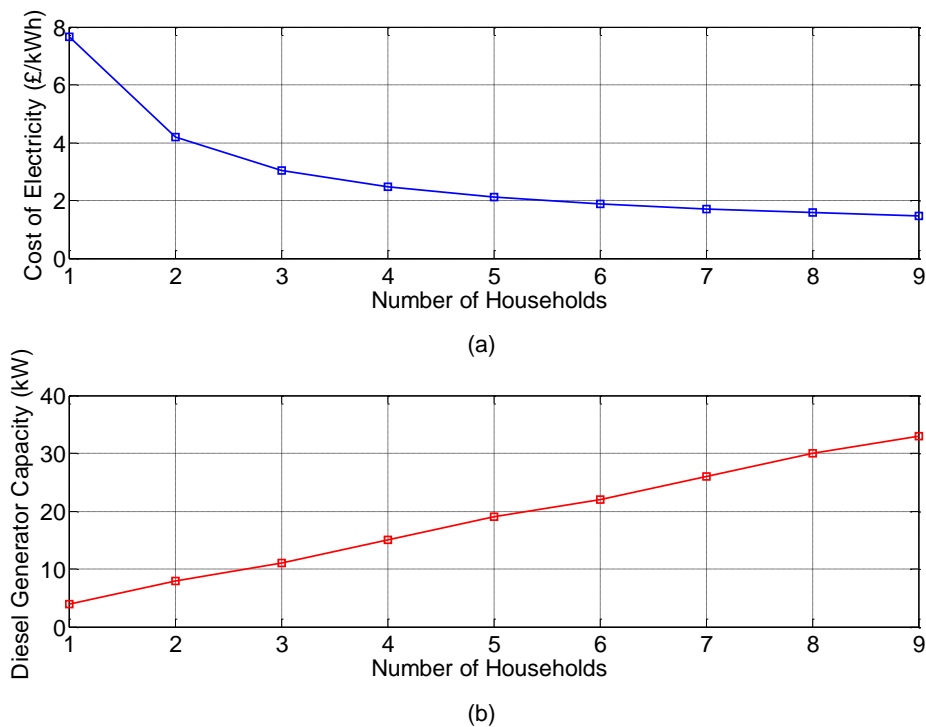 Cost of Electricity (£/kWh)
8
6
4
2
0
1 2 3 4 5 6 7 8 9
Number of Households
(a)
Diesel Generator Capacity (kW)
40
30
20
10
0
1 2 3 4 5 6 7 8 9
Number of Households
(b)